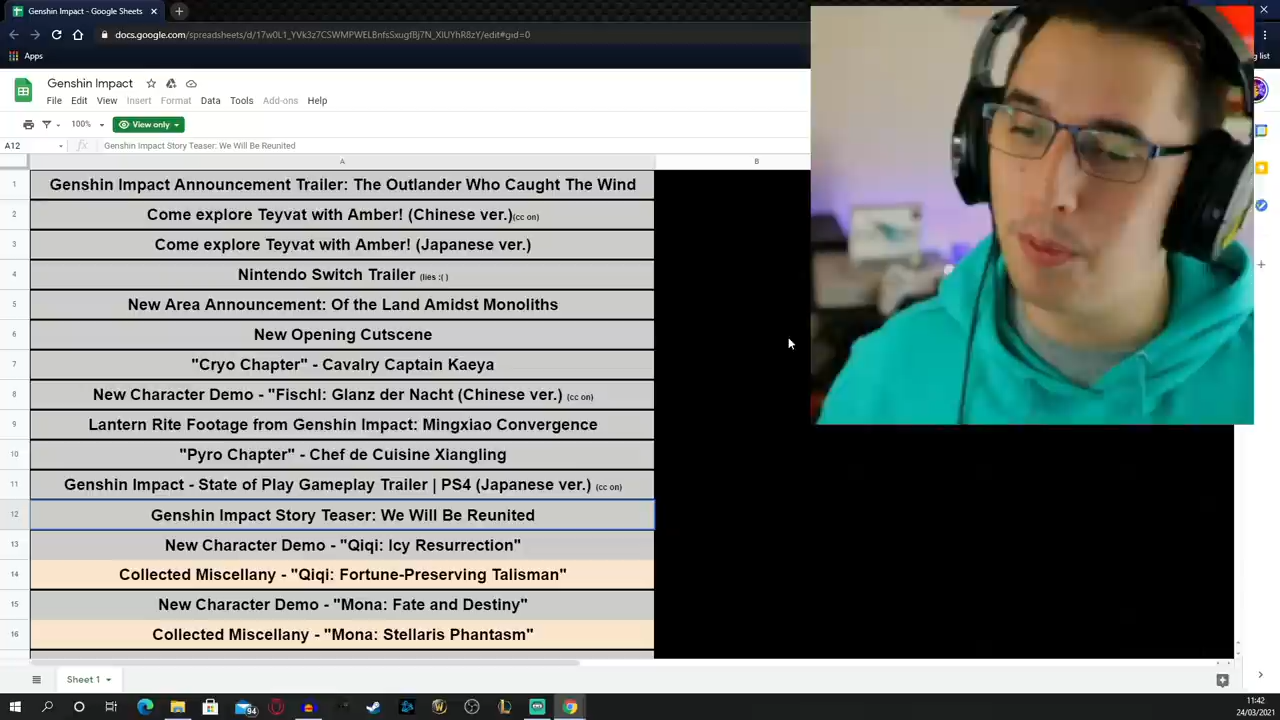 Genshin Impact - Google Sheets
docs.google.com/spreadsheets/d/
Apps
Genshin Impact
File Edit View Insert Format Data Tools Add-ons Help
100% View only
A12 fx Genshin Impact Story Teaser: We Will Be Reunited
A B
1 Genshin Impact Announcement Trailer: The Outlander Who Caught The Wind
2 Come explore Teyvat with Amber! (Chinese ver.)(cc on)
3 Come explore Teyvat with Amber! (Japanese ver.)
4 Nintendo Switch Trailer (lies :( )
5 New Area Announcement: Of the Land Amidst Monoliths
6 New Opening Cutscene
7 "Cryo Chapter" - Cavalry Captain Kaeya
8 New Character Demo - "Fischl: Glanz der Nacht (Chinese ver.) (cc on)
9 Lantern Rite Footage from Genshin Impact: Mingxiao Convergence
10 "Pyro Chapter" - Chef de Cuisine Xiangling
11 Genshin Impact - State of Play Gameplay Trailer | PS4 (Japanese ver.) (cc on)
12 Genshin Impact Story Teaser: We Will Be Reunited
13 New Character Demo - "Qiqi: Icy Resurrection"
14 Collected Miscellany - "Qiqi: Fortune-Preserving Talisman"
15 New Character Demo - "Mona: Fate and Destiny"
16 Collected Miscellany - "Mona: Stellaris Phantasm"
Sheet 1
94
11:42
24/03/2021